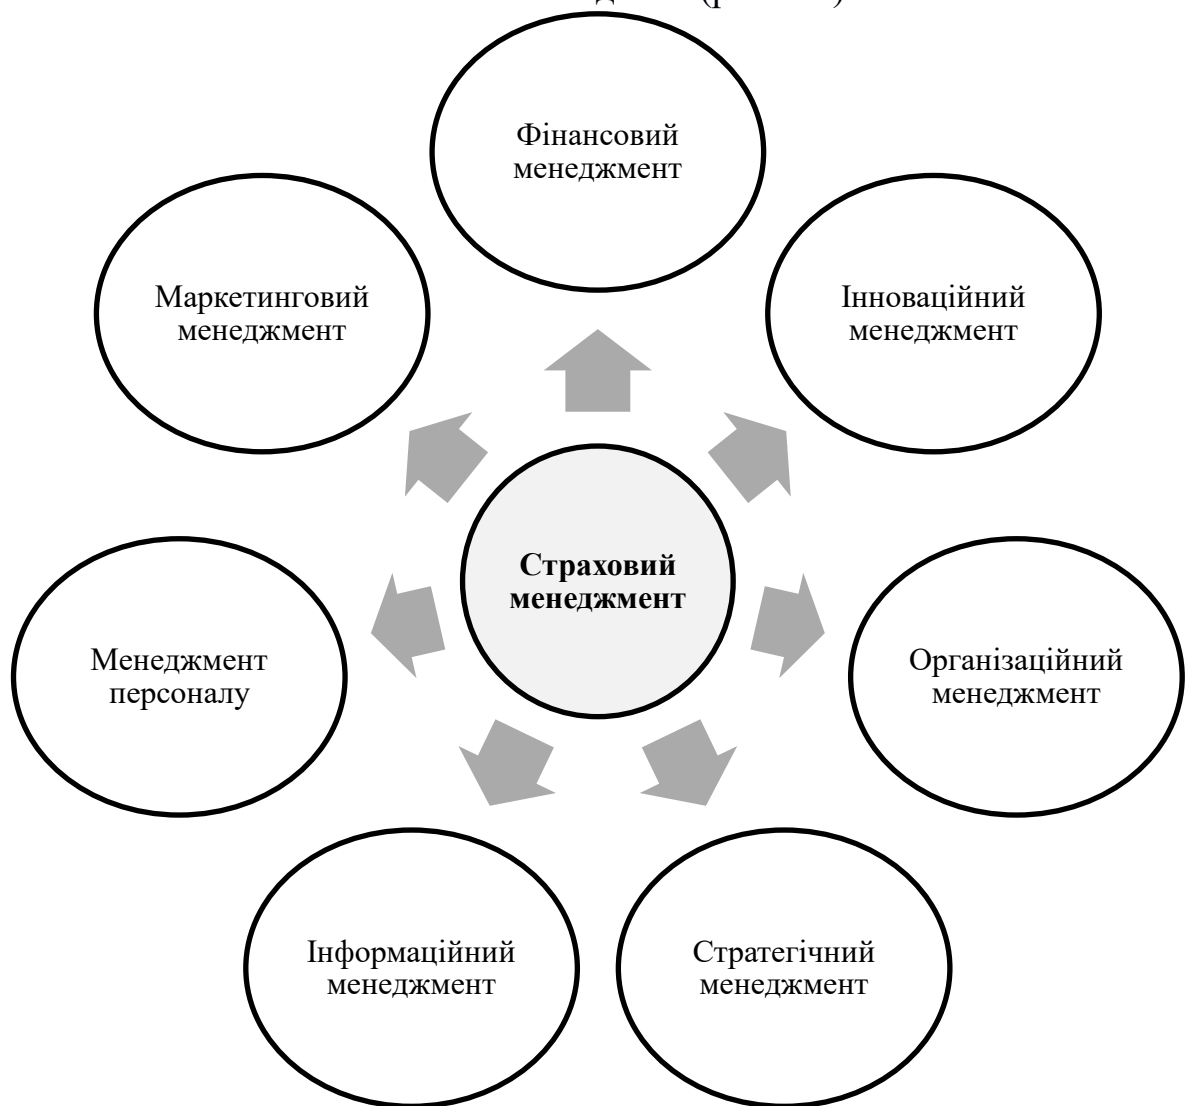 Фінансовий
менеджмент
Маркетинговий
менеджмент
Інноваційний
менеджмент
Страховий
менеджмент
Менеджмент
персоналу
Організаційний
менеджмент
Інформаційний
менеджмент
Стратегічний
менеджмент